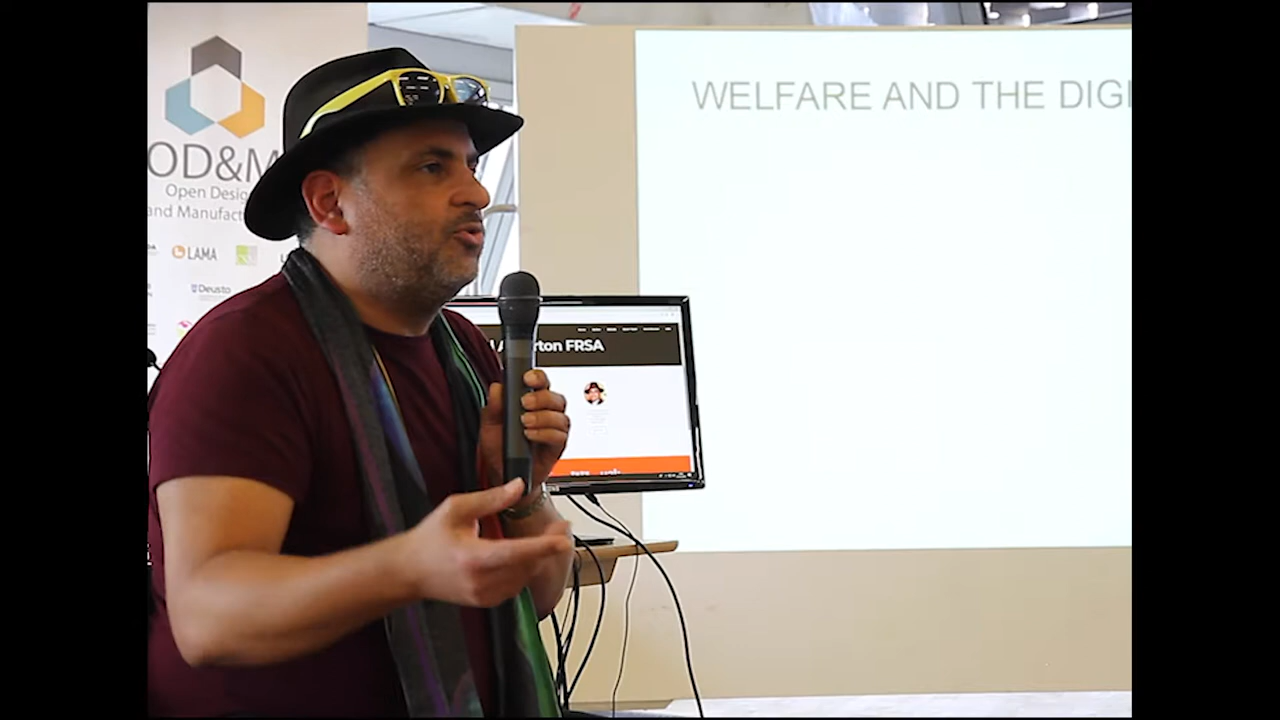 OD&M
Open Desig
and Manufact
LAMA
Deusto
WELFARE AND THE DIGI
rton FRSA